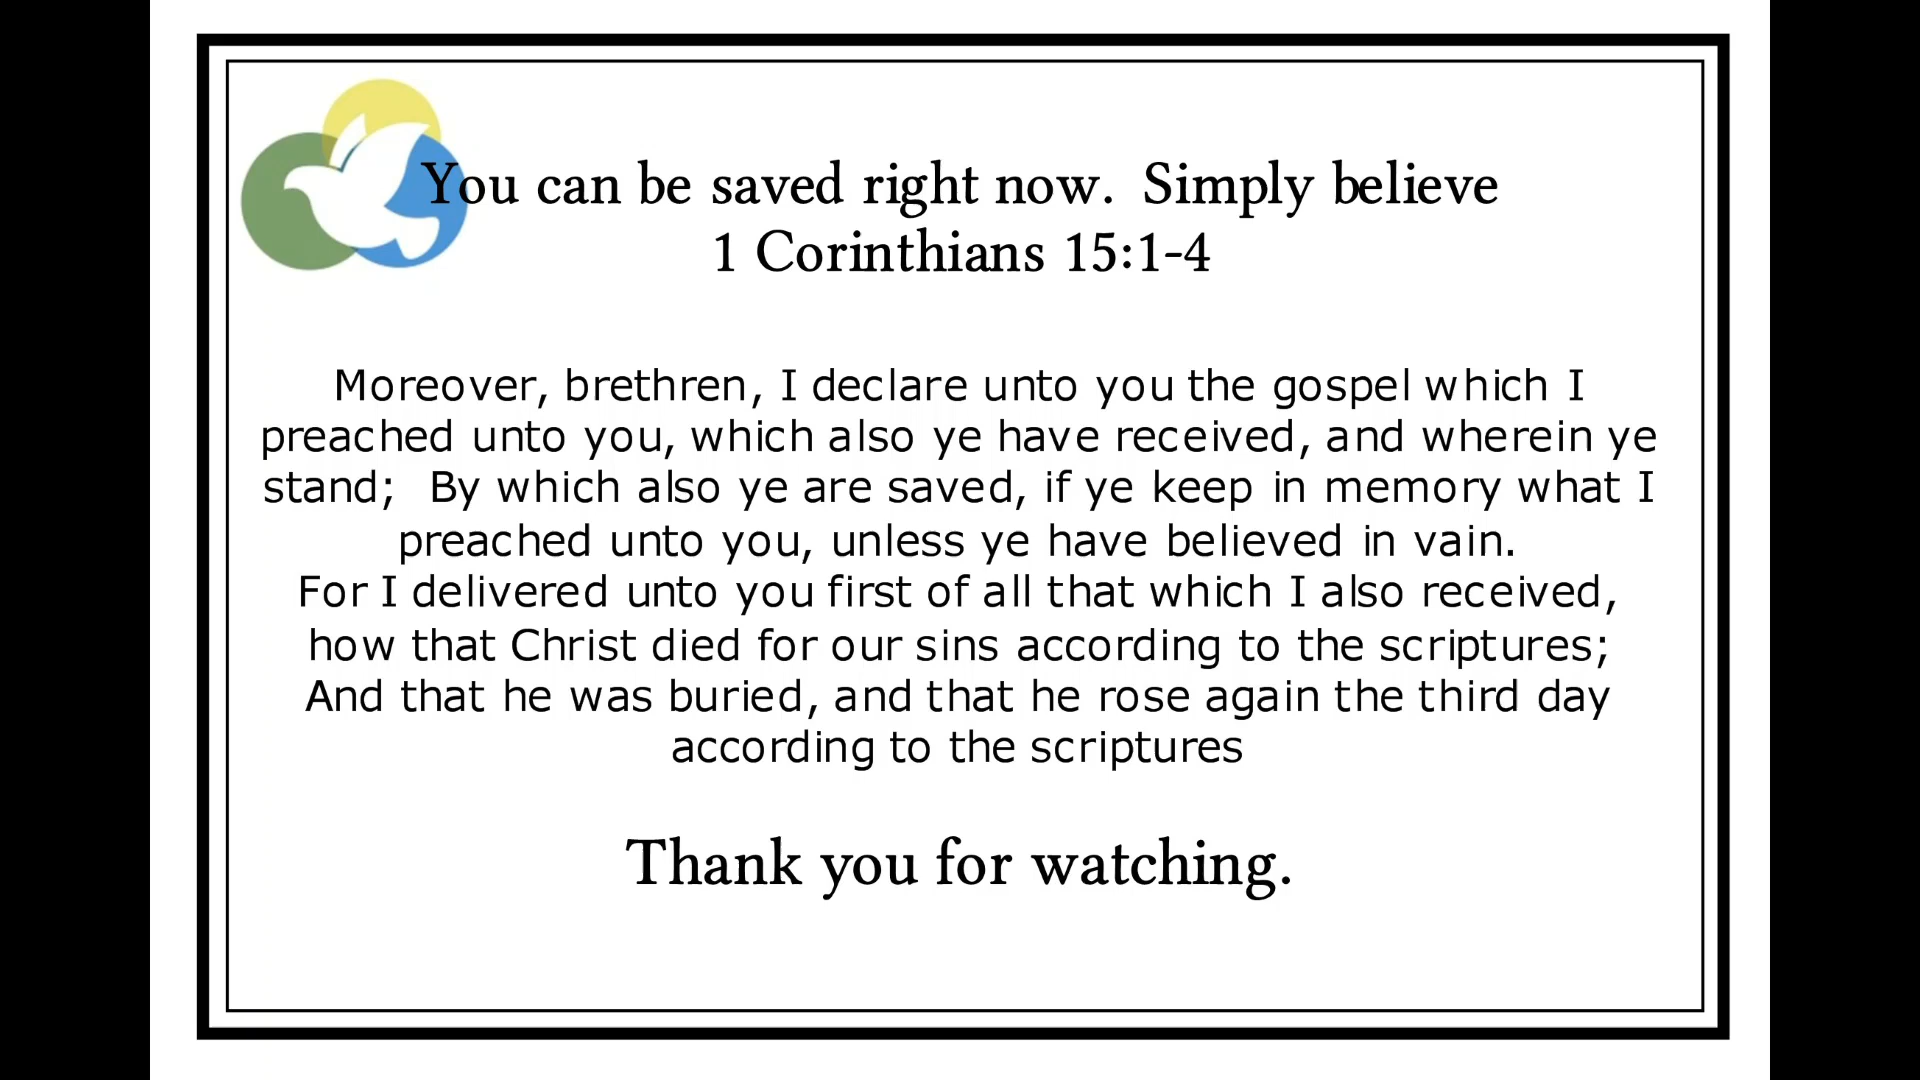 You can be saved right now. Simply believe
1 Corinthians 15:1-4
Moreover, brethren, I declare unto you the gospel which I
preached unto you, which also ye have received, and wherein ye
stand; By which also ye are saved, if ye keep in memory what I
preached unto you, unless ye have believed in vain.
For I delivered unto you first of all that which I also received,
how that Christ died for our sins according to the scriptures;
And that he was buried, and that he rose again the third day
according to the scriptures
Thank you for watching.